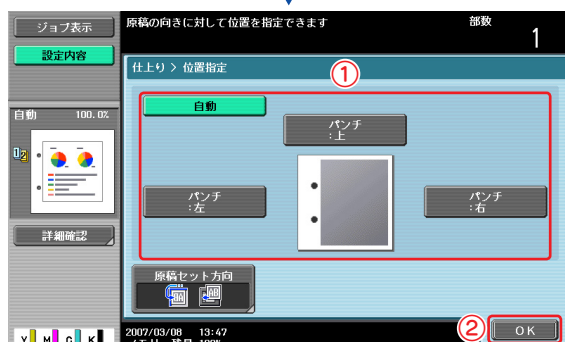 ジョブ表示
原稿の向きに対して位置を指定できます
部数
1
設定内容
仕上り > 位置指定
①
自動
自動 100.0%
パンチ
:上
パンチ
:左
パンチ
:右
詳細確認
原稿セット方向
2007/03/08 13:47
②
OK
Y M C K